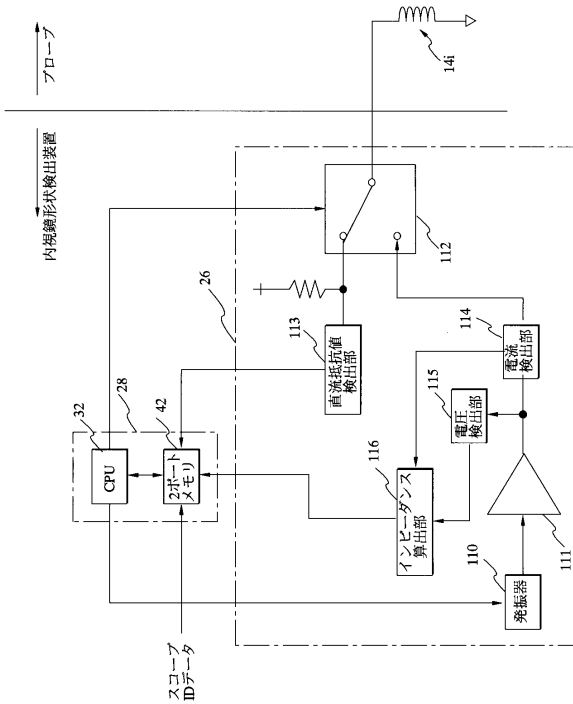 内視鏡形状検出装置
プローブ
14i
スコープ
IDデータ
28
32
CPU
42
2ポート
メモリ
26
113
直流抵抗値
検出部
112
116
インピーダンス
算出部
115
電圧
検出部
114
電流
検出部
110
発振器
111